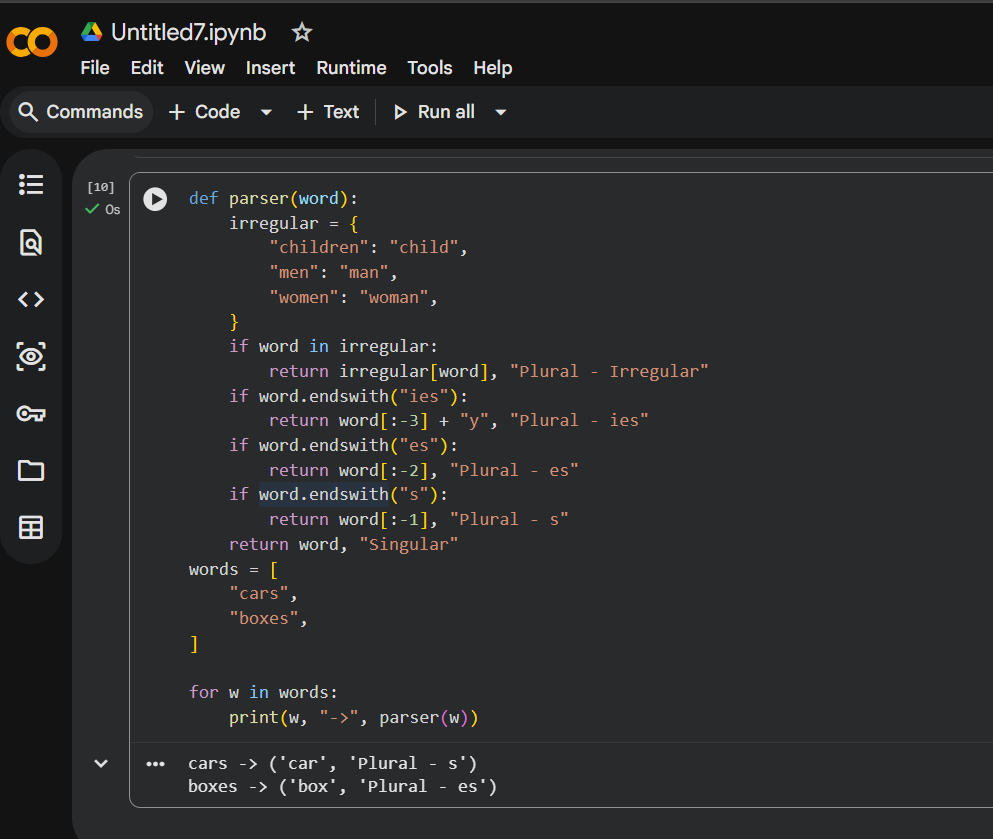 Untitled7.ipynb
File Edit View Insert Runtime Tools Help
Commands + Code + Text Run all
[10]
0s
def parser(word):
    irregular = {
        "children": "child",
        "men": "man",
        "women": "woman",
    }
    if word in irregular:
        return irregular[word], "Plural - Irregular"
    if word.endswith("ies"):
        return word[:-3] + "y", "Plural - ies"
    if word.endswith("es"):
        return word[:-2], "Plural - es"
    if word.endswith("s"):
        return word[:-1], "Plural - s"
    return word, "Singular"
words = [
    "cars",
    "boxes",
]
for w in words:
    print(w, "->", parser(w))
cars -> ('car', 'Plural - s')
boxes -> ('box', 'Plural - es')